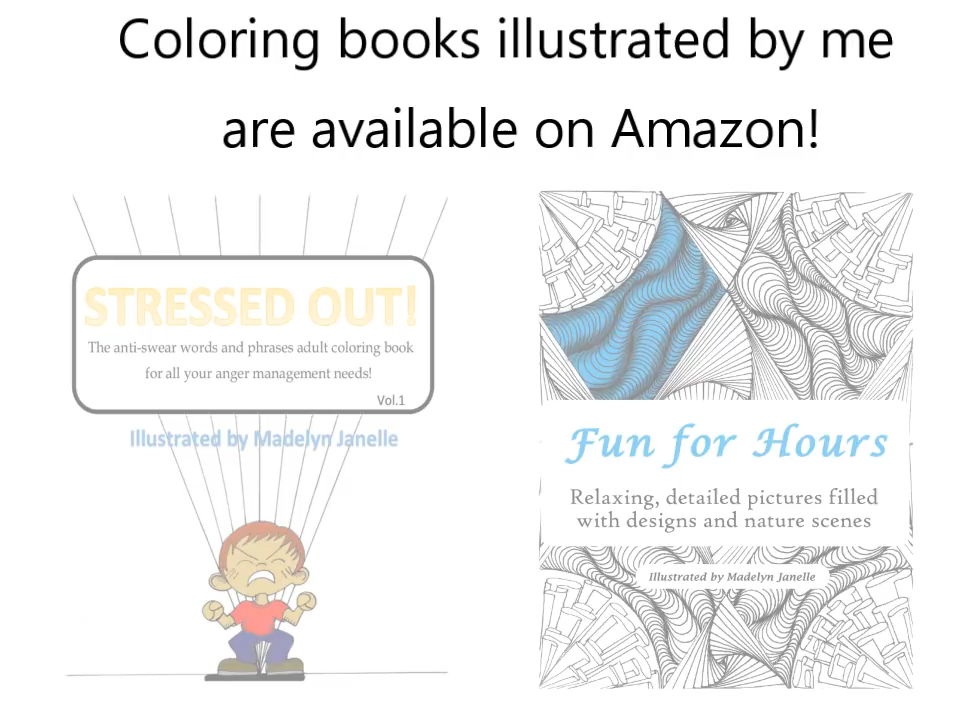 Coloring books illustrated by me
are available on Amazon!
STRESSED OUT!
The anti-swear words and phrases adult coloring book
for all your anger management needs!
Vol.1
Illustrated by Madelyn Janelle
Fun for Hours
Relaxing, detailed pictures filled
with designs and nature scenes
Illustrated by Madelyn Janelle